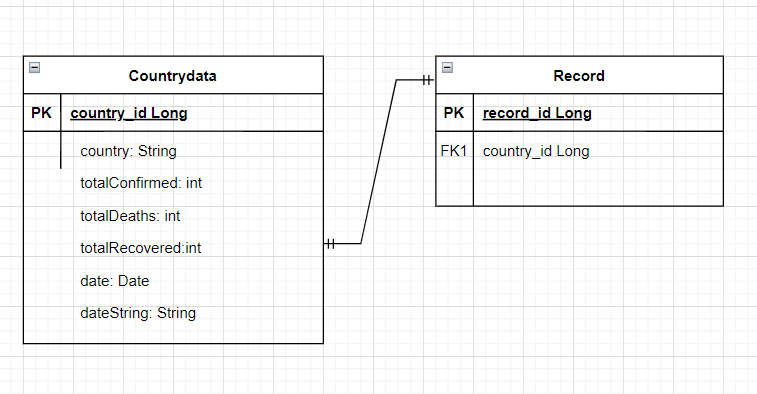 Countrydata
PK country_id Long
country: String
totalConfirmed: int
totalDeaths: int
totalRecovered:int
date: Date
dateString: String
Record
PK record_id Long
FK1 country_id Long